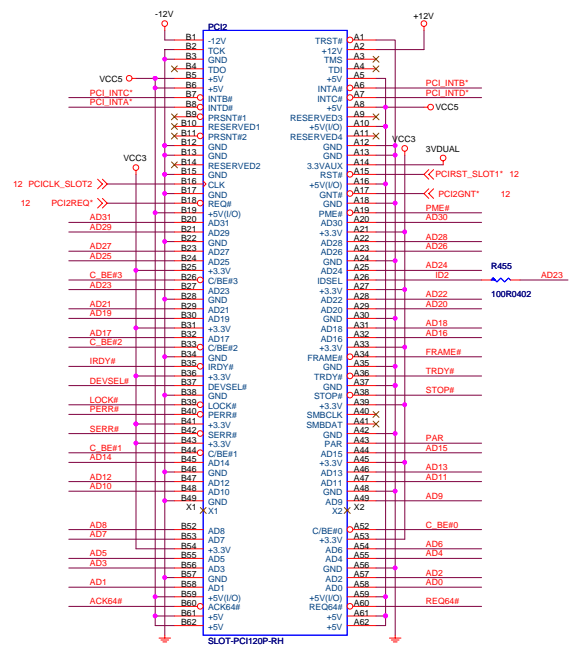 -12V
+12V
PCI2
B1 -12V TRST# A1
B2 TCK +12V A2
B3 GND TMS A3
B4 TDO TDI A4
VCC5 B5 +5V +5V A5
B6 +5V INTA# A6 PCI_INTB*
PCI_INTC* B7 INTB# INTC# A7 PCI_INTD*
PCI_INTA* B8 INTD# +5V A8 VCC5
B9 PRSNT#1 RESERVED3 A9
B10 RESERVED1 +5V(I/O) A10
B11 PRSNT#2 RESERVED4 A11
B12 GND GND A12
VCC3
B13 GND GND A13
VCC3 B14 RESERVED2 3.3VAUX A14 3VDUAL
B15 GND RST# A15 PCIRST_SLOT1* 12
12 PCICLK_SLOT2 B16 CLK +5V(I/O) A16
B17 GND GNT# A17 PCI2GNT* 12
12 PCI2REQ* B18 REQ# GND A18
B19 +5V(I/O) PME# A19 PME#
AD31 B20 AD31 AD30 A20 AD30
AD29 B21 AD29 +3.3V A21
B22 GND AD28 A22 AD28
AD27 B23 AD27 AD26 A23 AD26
AD25 B24 AD25 GND A24
B25 +3.3V AD24 A25 AD24
C_BE#3 B26 C/BE#3 IDSEL A26 ID2 R455 AD23
AD23 B27 AD23 +3.3V A27
100R0402
B28 GND AD22 A28 AD22
AD21 B29 AD21 AD20 A29 AD20
AD19 B30 AD19 GND A30
B31 +3.3V AD18 A31 AD18
AD17 B32 AD17 AD16 A32 AD16
C_BE#2 B33 C/BE#2 +3.3V A33
B34 GND FRAME# A34 FRAME#
IRDY# B35 IRDY# GND A35
B36 +3.3V TRDY# A36 TRDY#
DEVSEL# B37 DEVSEL# GND A37
B38 GND STOP# A38 STOP#
LOCK# B39 LOCK# +3.3V A39
PERR# B40 PERR# SMBCLK A40
B41 +3.3V SMBDAT A41
SERR# B42 SERR# GND A42
B43 +3.3V PAR A43 PAR
C_BE#1 B44 C/BE#1 AD15 A44 AD15
AD14 B45 AD14 +3.3V A45
B46 GND AD13 A46 AD13
AD12 B47 AD12 AD11 A47 AD11
AD10 B48 AD10 GND A48
B49 GND AD9 A49 AD9
X1 X1 X2 X2
AD8 B52 AD8 C/BE#0 A52 C_BE#0
AD7 B53 AD7 +3.3V A53
B54 +3.3V AD6 A54 AD6
AD5 B55 AD5 AD4 A55 AD4
AD3 B56 AD3 GND A56
B57 GND AD2 A57 AD2
AD1 B58 AD1 AD0 A58 AD0
B59 +5V(I/O) +5V(I/O) A59
ACK64# B60 ACK64# REQ64# A60 REQ64#
B61 +5V +5V A61
B62 +5V +5V A62
SLOT-PCI120P-RH